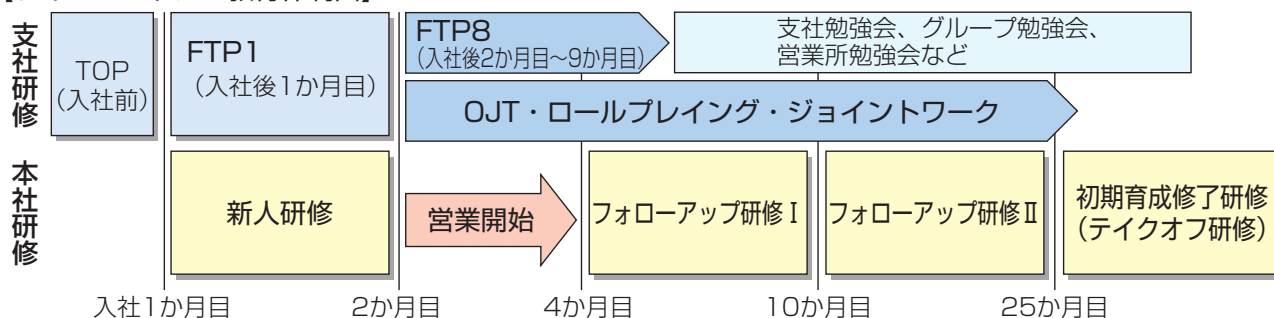 支社研修
TOP
(入社前)
FTP1
(入社後1か月目)
FTP8
(入社後2か月目〜9か月目)
支社勉強会、グループ勉強会、
営業所勉強会など
OJT・ロールプレイング・ジョイントワーク
本社研修
新人研修
営業開始
フォローアップ研修Ⅰ
フォローアップ研修Ⅱ
初期育成修了研修
(テイクオフ研修)
入社1か月目
2か月目
4か月目
10か月目
25か月目